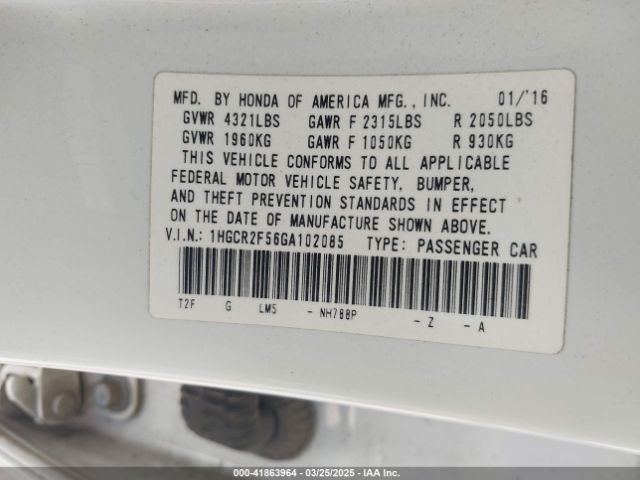 MFD. BY HONDA OF AMERICA MFG., INC. 01/'16
GVWR 4321LBS GAWR F 2315LBS R 2050LBS
GVWR 1960KG GAWR F 1050KG R 930KG
THIS VEHICLE CONFORMS TO ALL APPLICABLE
FEDERAL MOTOR VEHICLE SAFETY, BUMPER,
AND THEFT PREVENTION STANDARDS IN EFFECT
ON THE DATE OF MANUFACTURE SHOWN ABOVE.
V.I.N.: 1HGCR2F56GA102085 TYPE: PASSENGER CAR
T2F G LM5 - NH788P - Z - A
000-41863964 — 03/25/2025 — IAA Inc.